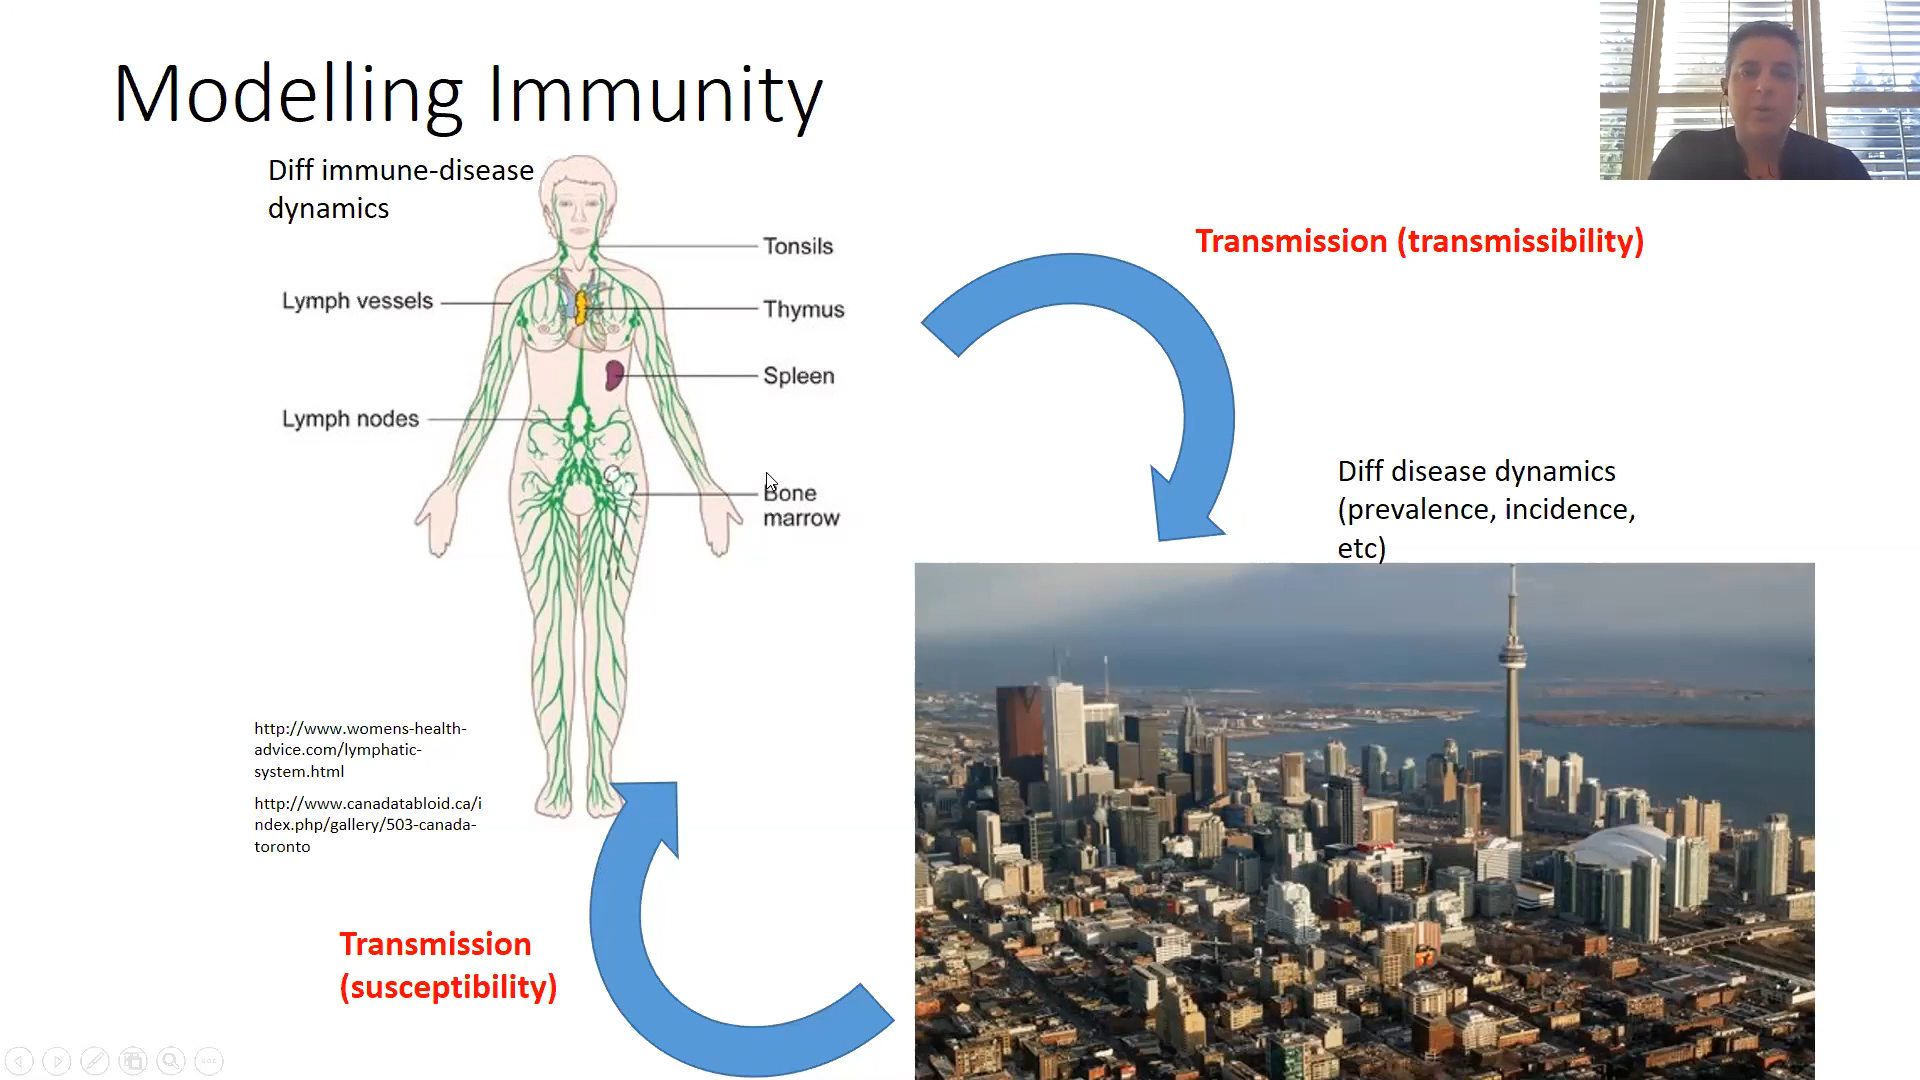 Modelling Immunity
Diff immune-disease
dynamics
Tonsils
Lymph vessels
Thymus
Spleen
Lymph nodes
Bone
marrow
Transmission (transmissibility)
Diff disease dynamics
(prevalence, incidence,
etc)
http://www.womens-health-
advice.com/lymphatic-
system.html
http://www.canadatabloid.ca/i
ndex.php/gallery/503-canada-
toronto
Transmission
(susceptibility)